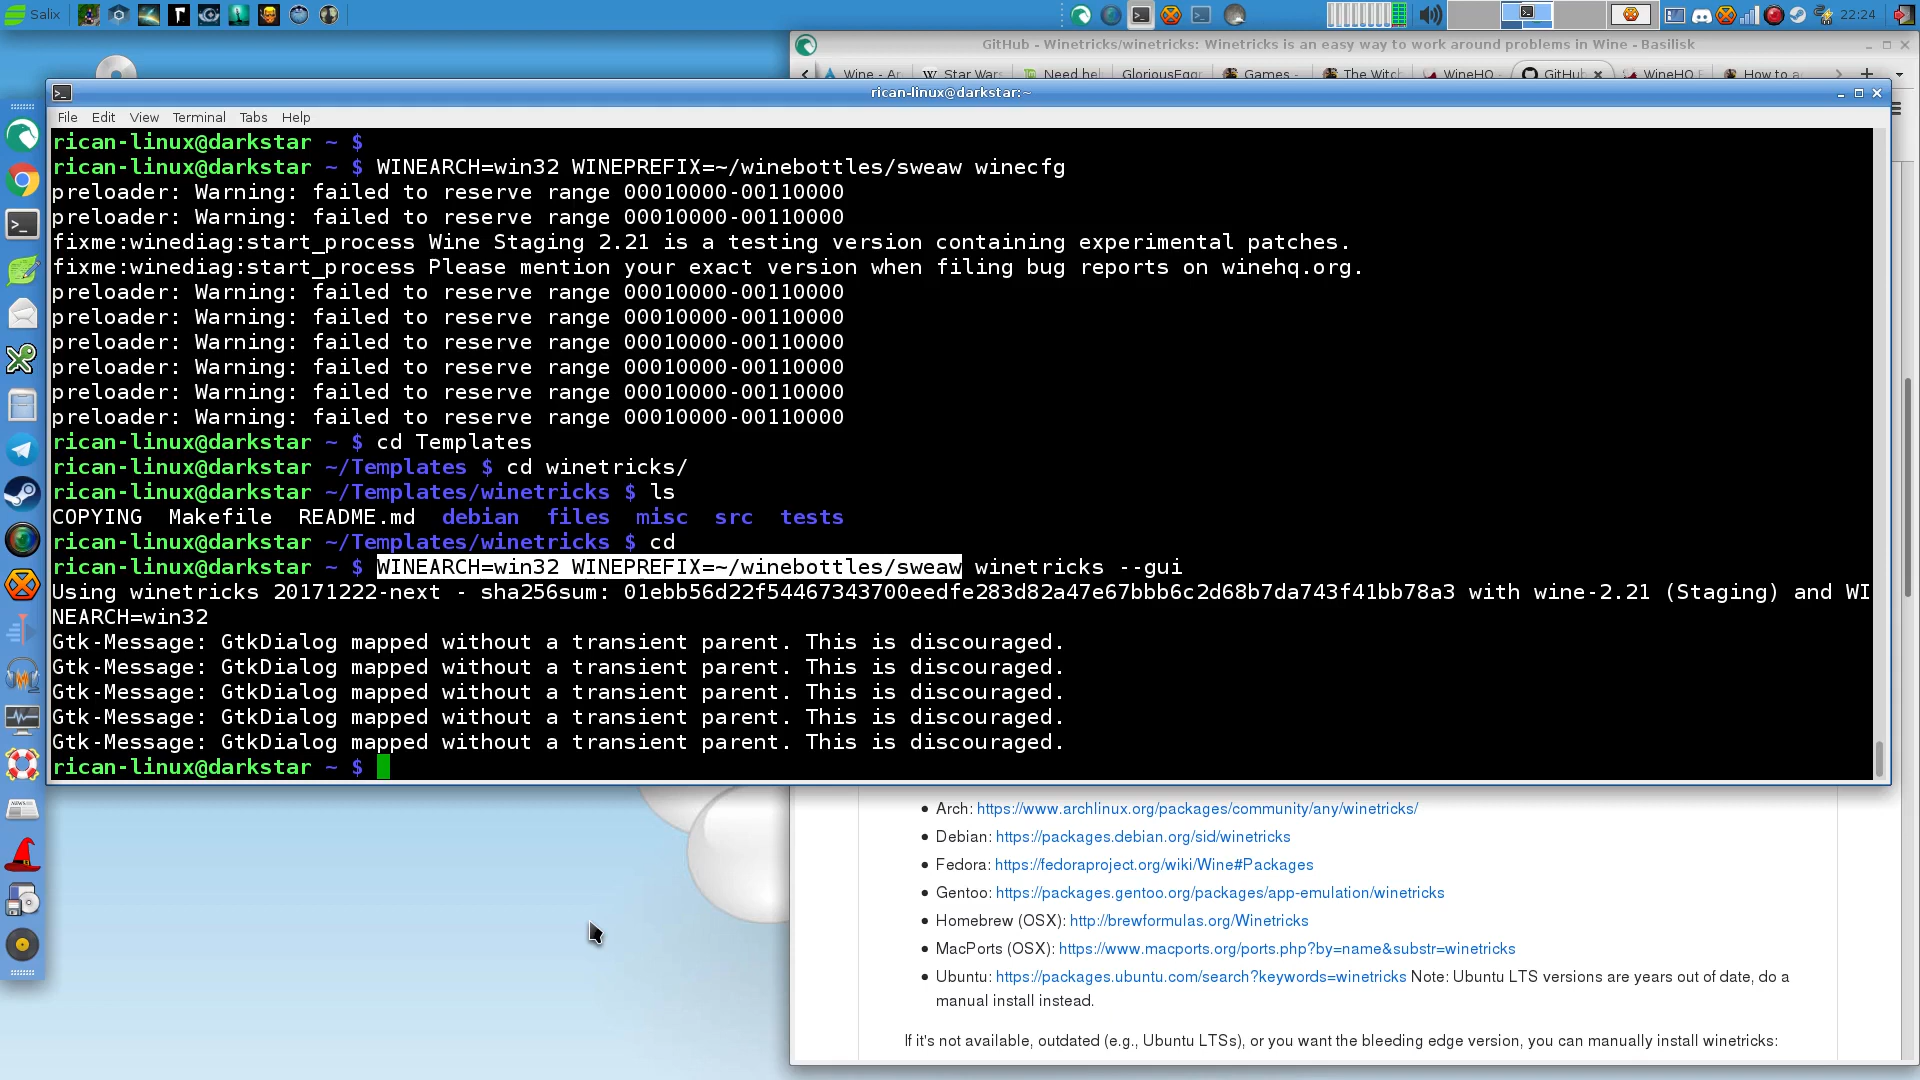 Salix
22:24
GitHub - Winetricks/winetricks: Winetricks is an easy way to work around problems in Wine - Basilisk
Wine - Ar
Star Wars
Need hel
GloriousEggr
Games -
The Witch
WineHQ
GitHub
WineHQ F
How to a
rican-linux@darkstar:~
File Edit View Terminal Tabs Help
rican-linux@darkstar ~ $
rican-linux@darkstar ~ $ WINEARCH=win32 WINEPREFIX=~/winebottles/sweaw winecfg
preloader: Warning: failed to reserve range 00010000-00110000
preloader: Warning: failed to reserve range 00010000-00110000
fixme:winediag:start_process Wine Staging 2.21 is a testing version containing experimental patches.
fixme:winediag:start_process Please mention your exact version when filing bug reports on winehq.org.
preloader: Warning: failed to reserve range 00010000-00110000
preloader: Warning: failed to reserve range 00010000-00110000
preloader: Warning: failed to reserve range 00010000-00110000
preloader: Warning: failed to reserve range 00010000-00110000
preloader: Warning: failed to reserve range 00010000-00110000
preloader: Warning: failed to reserve range 00010000-00110000
rican-linux@darkstar ~ $ cd Templates
rican-linux@darkstar ~/Templates $ cd winetricks/
rican-linux@darkstar ~/Templates/winetricks $ ls
COPYING Makefile README.md debian files misc src tests
rican-linux@darkstar ~/Templates/winetricks $ cd
rican-linux@darkstar ~ $ WINEARCH=win32 WINEPREFIX=~/winebottles/sweaw winetricks --gui
Using winetricks 20171222-next - sha256sum: 01ebb56d22f54467343700eedfe283d82a47e67bbb6c2d68b7da743f41bb78a3 with wine-2.21 (Staging) and WI
NEARCH=win32
Gtk-Message: GtkDialog mapped without a transient parent. This is discouraged.
Gtk-Message: GtkDialog mapped without a transient parent. This is discouraged.
Gtk-Message: GtkDialog mapped without a transient parent. This is discouraged.
Gtk-Message: GtkDialog mapped without a transient parent. This is discouraged.
Gtk-Message: GtkDialog mapped without a transient parent. This is discouraged.
rican-linux@darkstar ~ $
Arch: https://www.archlinux.org/packages/community/any/winetricks/
Debian: https://packages.debian.org/sid/winetricks
Fedora: https://fedoraproject.org/wiki/Wine#Packages
Gentoo: https://packages.gentoo.org/packages/app-emulation/winetricks
Homebrew (OSX): http://brewformulas.org/Winetricks
MacPorts (OSX): https://www.macports.org/ports.php?by=name&substr=winetricks
Ubuntu: https://packages.ubuntu.com/search?keywords=winetricks Note: Ubuntu LTS versions are years out of date, do a
manual install instead.
If it's not available, outdated (e.g., Ubuntu LTSs), or you want the bleeding edge version, you can manually install winetricks: